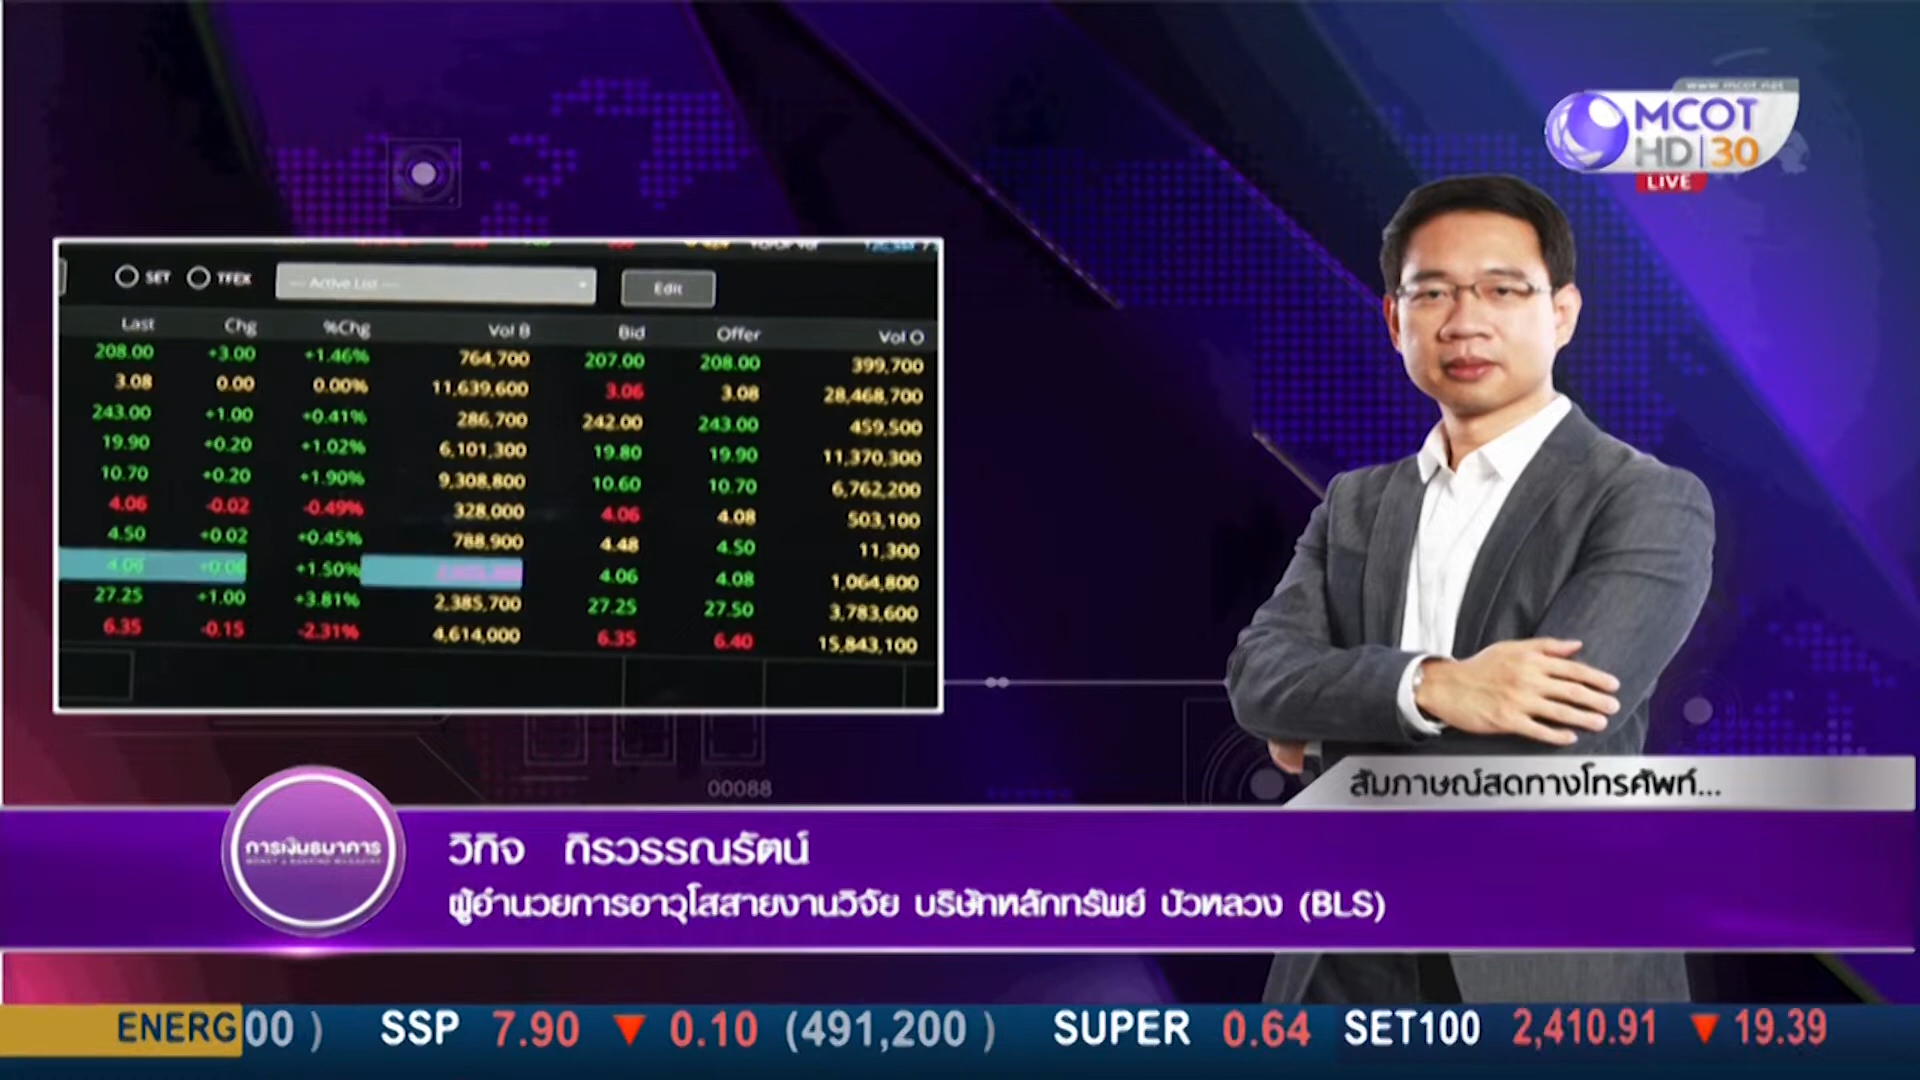 www.mcot.net
MCOT
HD|30
LIVE
SET TFEX --- Active List --- Edit
Last Chg %Chg Vol B Bid Offer Vol O
208.00 +3.00 +1.46% 764,700 207.00 208.00 399,700
3.08 0.00 0.00% 11,639,600 3.06 3.08 28,468,700
243.00 +1.00 +0.41% 286,700 242.00 243.00 459,500
19.90 +0.20 +1.02% 6,101,300 19.80 19.90 11,370,300
10.70 +0.20 +1.90% 9,308,800 10.60 10.70 6,762,200
4.06 -0.02 -0.49% 328,000 4.06 4.08 503,100
4.50 +0.02 +0.45% 788,900 4.48 4.50 11,300
4.06 +0.06 +1.50% 4.06 4.08 1,064,800
27.25 +1.00 +3.81% 2,385,700 27.25 27.50 3,783,600
6.35 -0.15 -2.31% 4,614,000 6.35 6.40 15,843,100
00088
สัมภาษณ์สดทางโทรศัพท์...
การเงินธนาคาร
MONEY & BANKING MAGAZINE
วิกิจ ถิรวรรณรัตน์
ผู้อำนวยการอาวุโสสายงานวิจัย บริษัทหลักทรัพย์ บัวหลวง (BLS)
ENERG 00 ) SSP 7.90 ▼ 0.10 (491,200 ) SUPER 0.64 SET100 2,410.91 ▼ 19.39